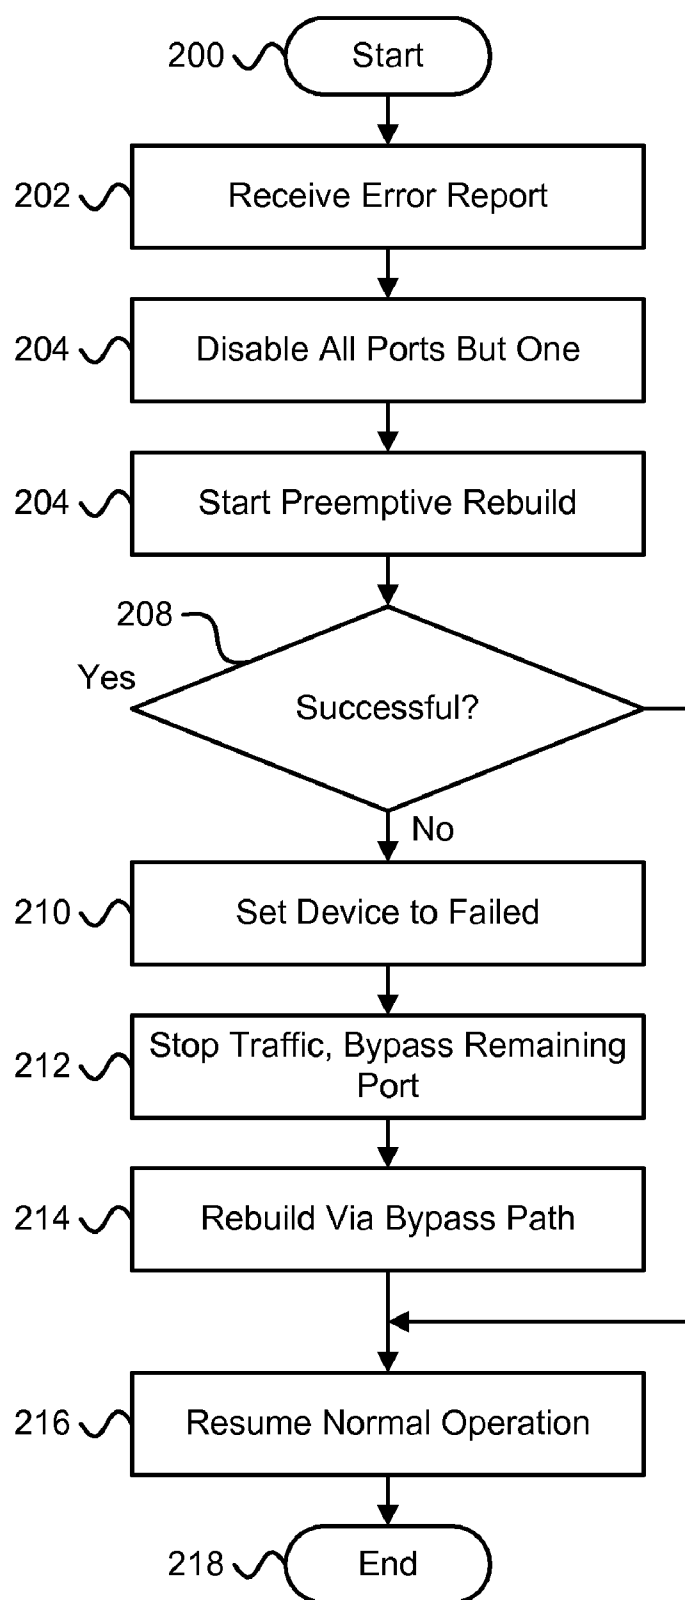 200 Start
202 Receive Error Report
204 Disable All Ports But One
204 Start Preemptive Rebuild
208
Yes
Successful?
No
210 Set Device to Failed
Stop Traffic, Bypass Remaining
212 Port
214 Rebuild Via Bypass Path
216 Resume Normal Operation
218 End